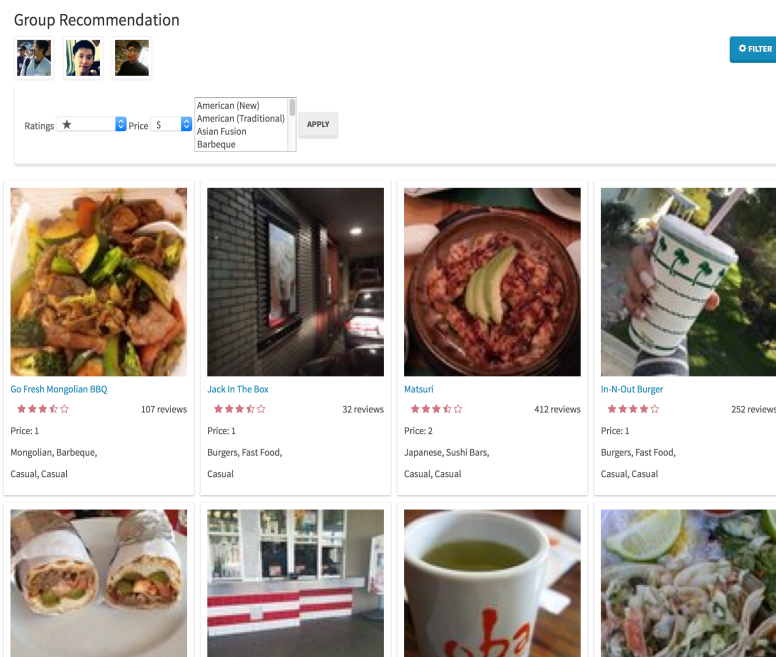 Group Recommendation
FILTER
Ratings ★ Price $
American (New)
American (Traditional)
Asian Fusion
Barbeque
APPLY
Go Fresh Mongolian BBQ
107 reviews
Price: 1
Mongolian, Barbeque,
Casual, Casual
Jack In The Box
32 reviews
Price: 1
Burgers, Fast Food,
Casual
Matsuri
412 reviews
Price: 2
Japanese, Sushi Bars,
Casual, Casual
In-N-Out Burger
252 reviews
Price: 1
Burgers, Fast Food,
Casual, Casual